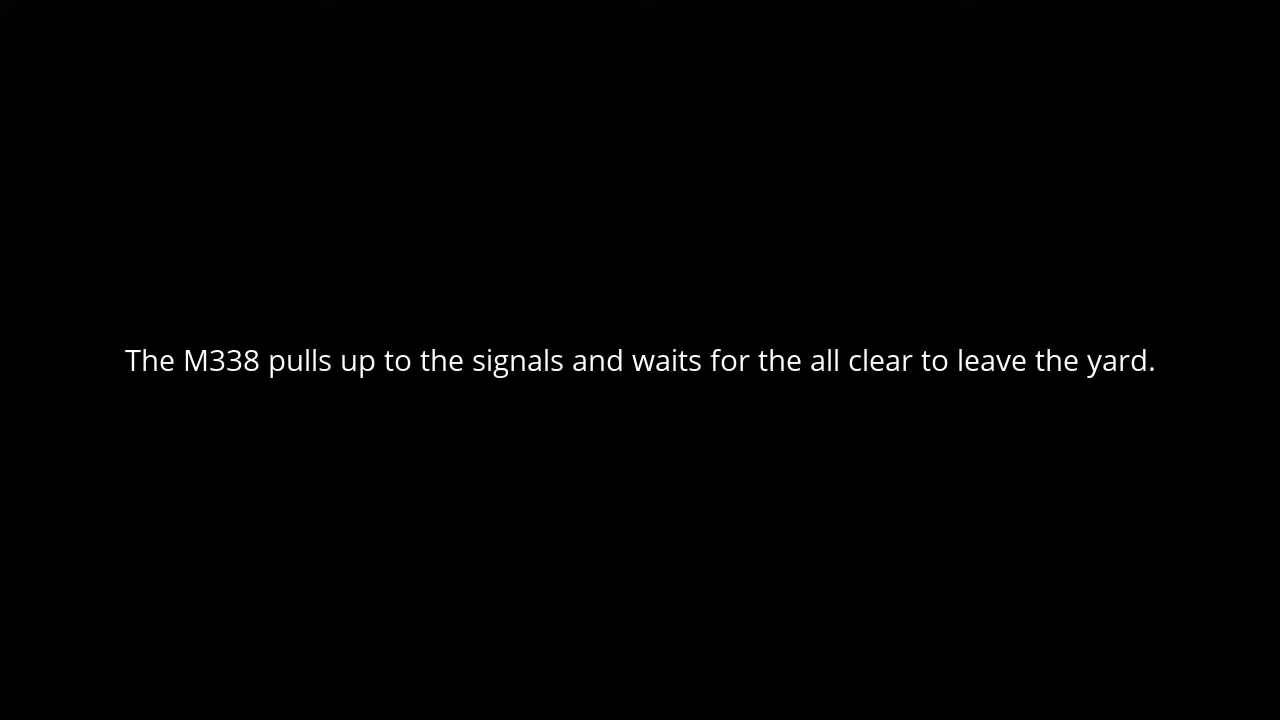 The M338 pulls up to the signals and waits for the all clear to leave the yard.